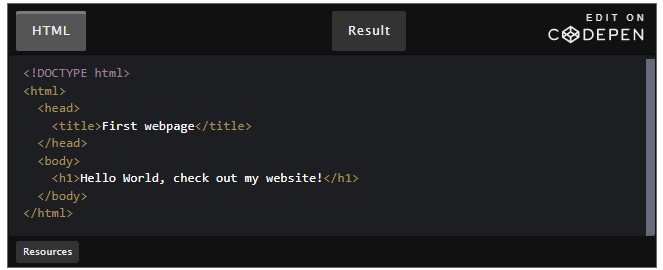 HTML
Result
EDIT ON
CODEPEN
<!DOCTYPE html>
<html>
  <head>
    <title>First webpage</title>
  </head>
  <body>
    <h1>Hello World, check out my website!</h1>
  </body>
</html>
Resources